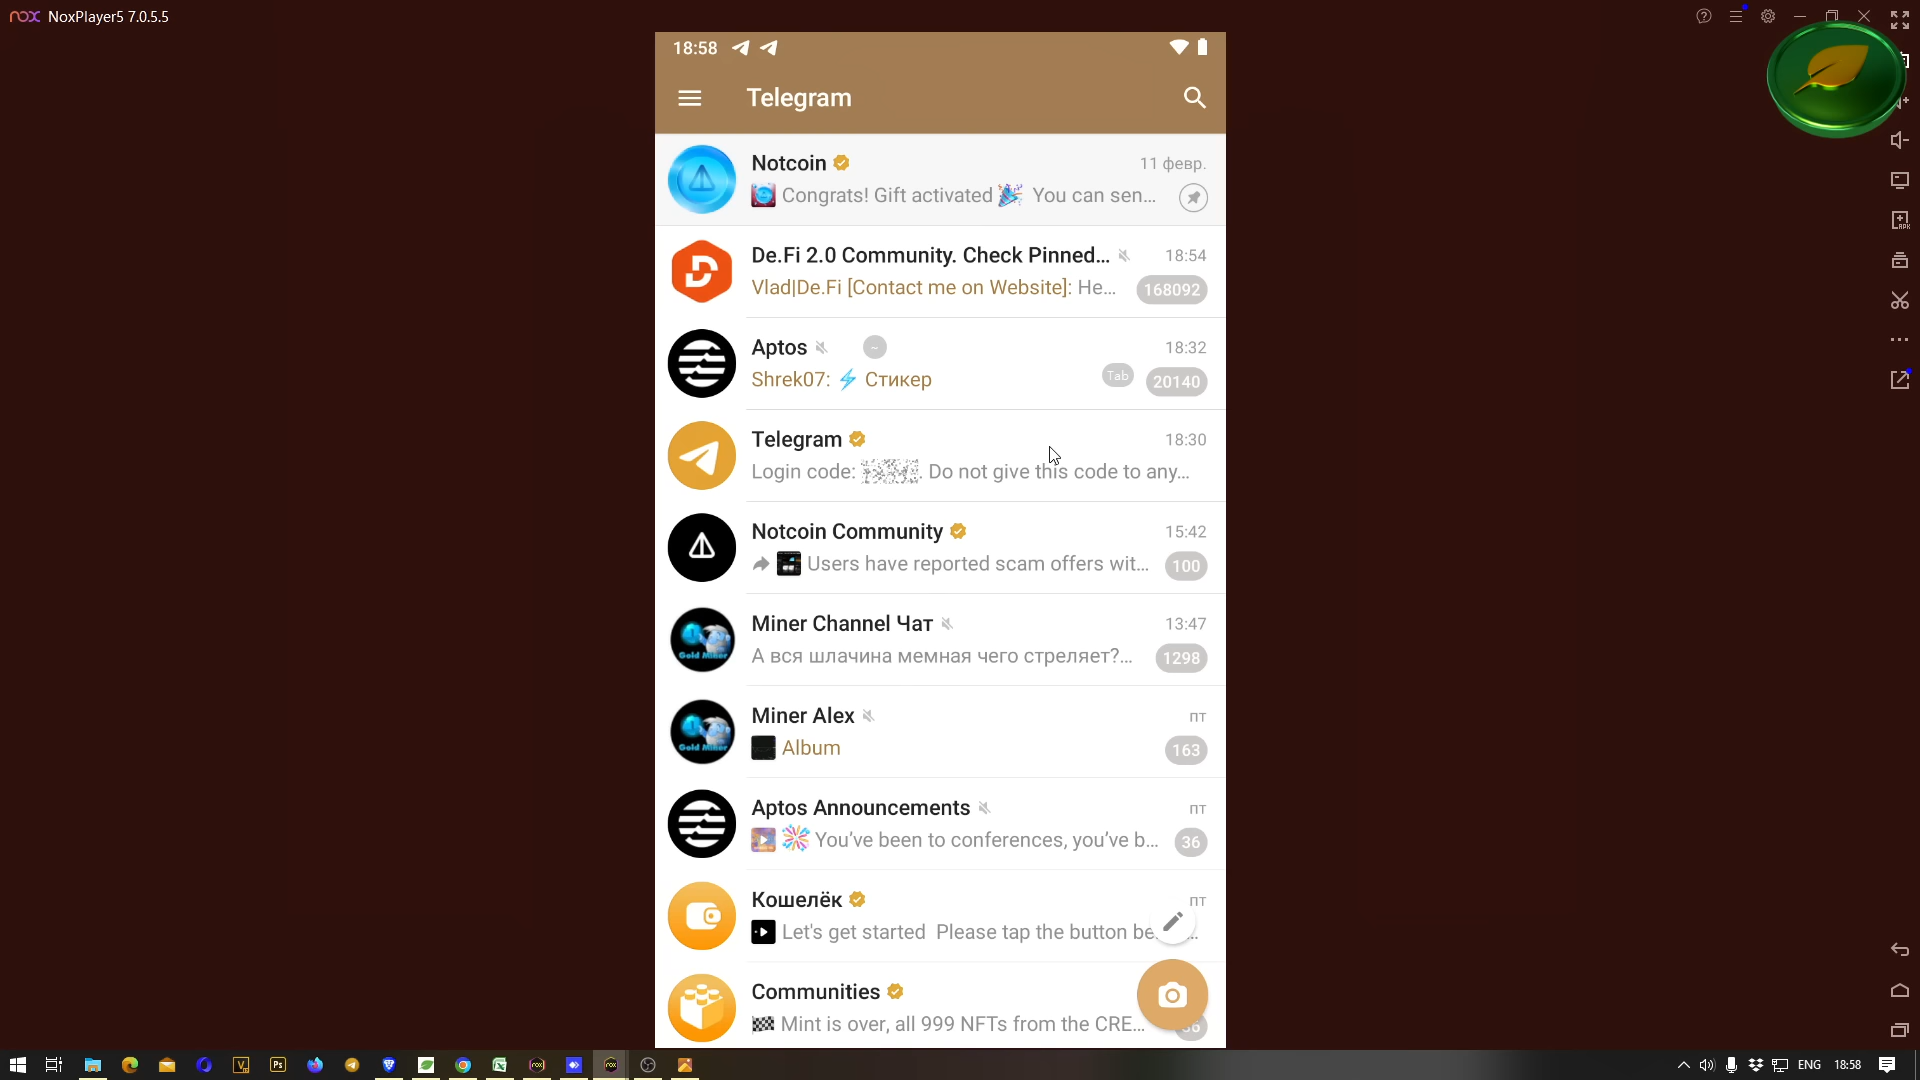 nox NoxPlayer5 7.0.5.5
18:58
Telegram
Notcoin
11 февр.
Congrats! Gift activated 🎉 You can sen...
De.Fi 2.0 Community. Check Pinned...
18:54
Vlad|De.Fi [Contact me on Website]: He...
168092
Aptos
~
18:32
Shrek07: ⚡ Стикер
Tab
20140
Telegram
18:30
Login code: . Do not give this code to any...
Notcoin Community
15:42
Users have reported scam offers wit...
100
Miner Channel Чат
13:47
А вся шлачина мемная чего стреляет?...
1298
Gold Miner
Miner Alex
пт
Album
163
Gold Miner
Aptos Announcements
пт
You've been to conferences, you've b...
36
Кошелёк
пт
Let's get started Please tap the button be...
Communities
🏁 Mint is over, all 999 NFTs from the CRE...
ENG 18:58